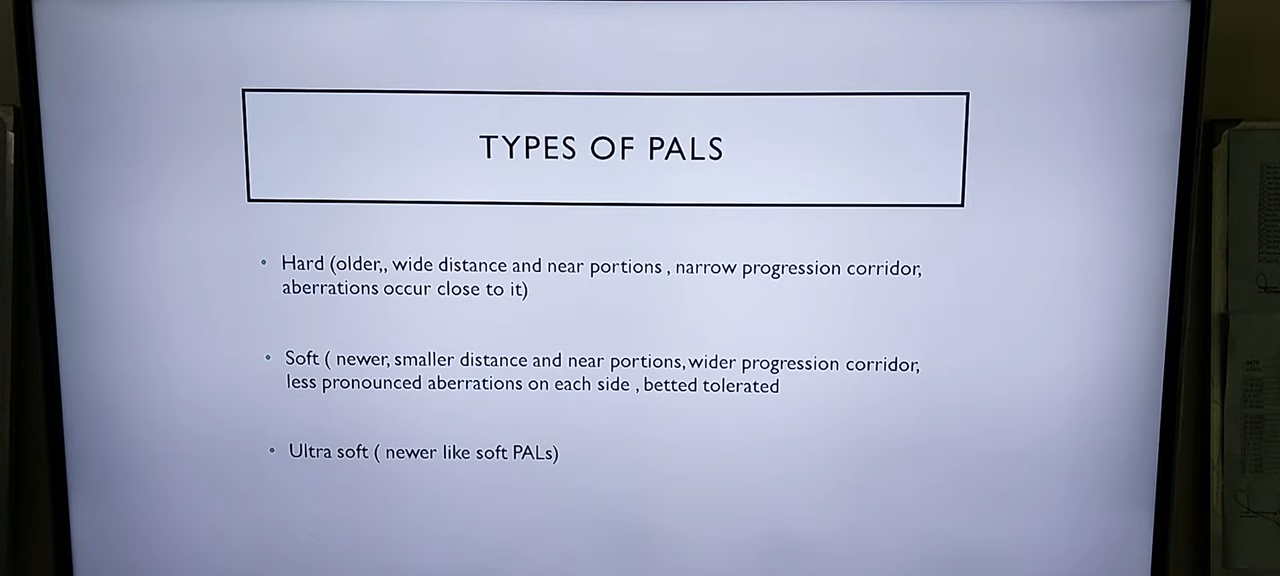 TYPES OF PALS
• Hard (older,, wide distance and near portions , narrow progression corridor,
aberrations occur close to it)
• Soft ( newer, smaller distance and near portions, wider progression corridor,
less pronounced aberrations on each side , betted tolerated
• Ultra soft ( newer like soft PALs)